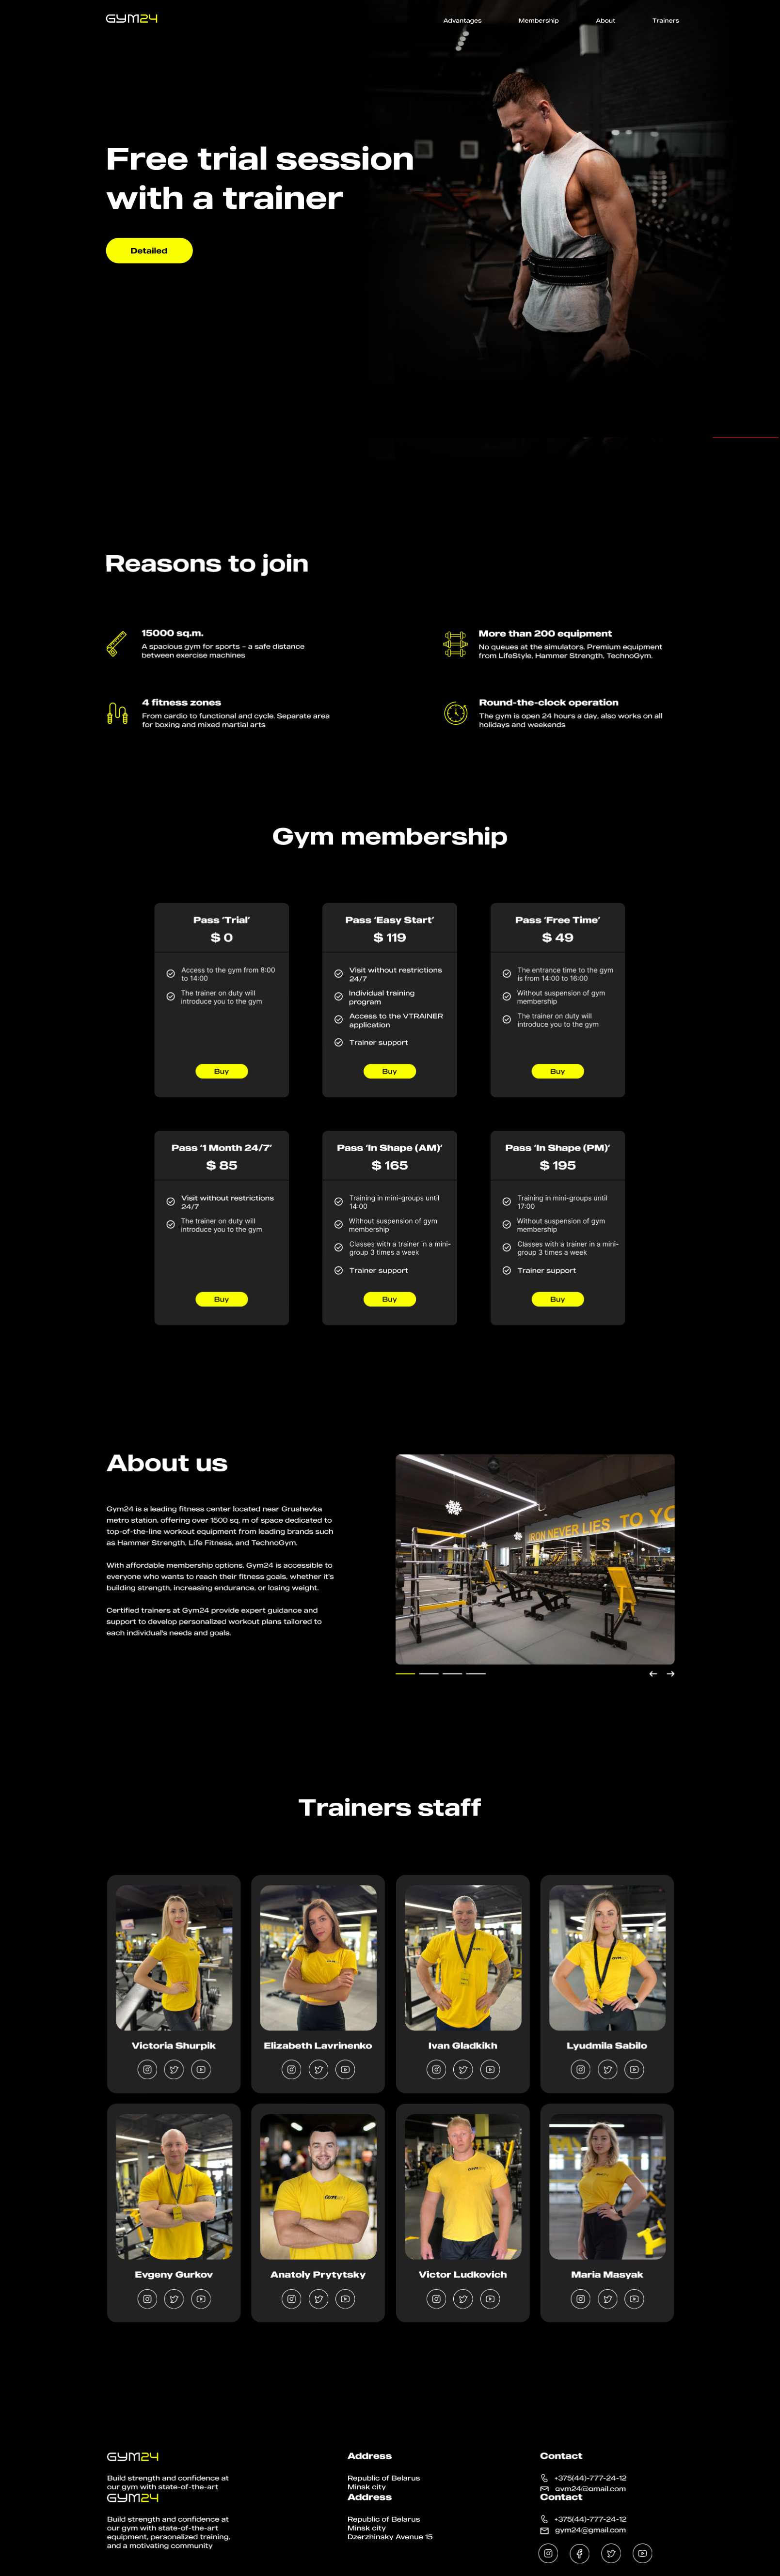 GYM24
Advantages Membership About Trainers
Free trial session
with a trainer
Detailed
Reasons to join
15000 sq.m.
A spacious gym for sports - a safe distance
between exercise machines
More than 200 equipment
No queues at the simulators. Premium equipment
from LifeStyle, Hammer Strength, TechnoGym.
4 fitness zones
From cardio to functional and cycle. Separate area
for boxing and mixed martial arts
Round-the-clock operation
The gym is open 24 hours a day, also works on all
holidays and weekends
Gym membership
Pass ‘Trial’
$ 0
Access to the gym from 8:00
to 14:00
The trainer on duty will
introduce you to the gym
Buy
Pass ‘Easy Start’
$ 119
Visit without restrictions
24/7
Individual training
program
Access to the VTRAINER
application
Trainer support
Buy
Pass ‘Free Time’
$ 49
The entrance time to the gym
is from 14:00 to 16:00
Without suspension of gym
membership
The trainer on duty will
introduce you to the gym
Buy
Pass ‘1 Month 24/7’
$ 85
Visit without restrictions
24/7
The trainer on duty will
introduce you to the gym
Buy
Pass ‘In Shape (AM)’
$ 165
Training in mini-groups until
14:00
Without suspension of gym
membership
Classes with a trainer in a mini-
group 3 times a week
Trainer support
Buy
Pass ‘In Shape (PM)’
$ 195
Training in mini-groups until
17:00
Without suspension of gym
membership
Classes with a trainer in a mini-
group 3 times a week
Trainer support
Buy
About us
Gym24 is a leading fitness center located near Grushevka
metro station, offering over 1500 sq. m of space dedicated to
top-of-the-line workout equipment from leading brands such
as Hammer Strength, Life Fitness, and TechnoGym.
With affordable membership options, Gym24 is accessible to
everyone who wants to reach their fitness goals, whether it's
building strength, increasing endurance, or losing weight.
Certified trainers at Gym24 provide expert guidance and
support to develop personalized workout plans tailored to
each individual's needs and goals.
IRON NEVER LIES TO YO
Trainers staff
Victoria Shurpik
Elizabeth Lavrinenko
Ivan Gladkikh
Lyudmila Sabilo
Evgeny Gurkov
Anatoly Prytytsky
Victor Ludkovich
Maria Masyak
GYM24
Build strength and confidence at
our gym with state-of-the-art
Address
Republic of Belarus
Minsk city
Contact
+375(44)-777-24-12
gym24@gmail.com
GYM24
Build strength and confidence at
our gym with state-of-the-art
equipment, personalized training,
and a motivating community
Address
Republic of Belarus
Minsk city
Dzerzhinsky Avenue 15
Contact
+375(44)-777-24-12
gym24@gmail.com